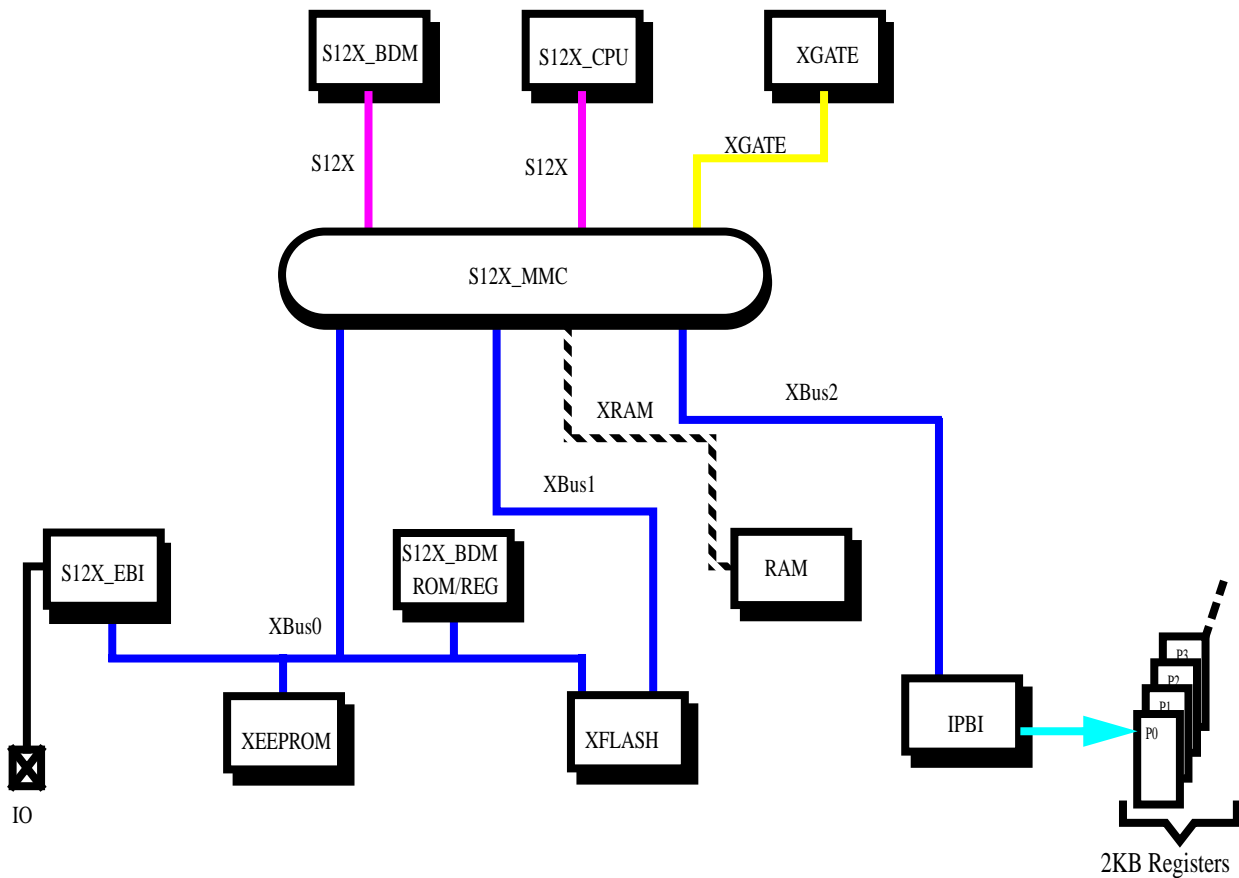 S12X_BDM
S12X_CPU
XGATE
S12X
S12X
XGATE
S12X_MMC
XBus2
XRAM
XBus1
S12X_EBI
S12X_BDM
ROM/REG
RAM
XBus0
XEEPROM
XFLASH
IPBI
P3
P2
P1
P0
IO
2KB Registers